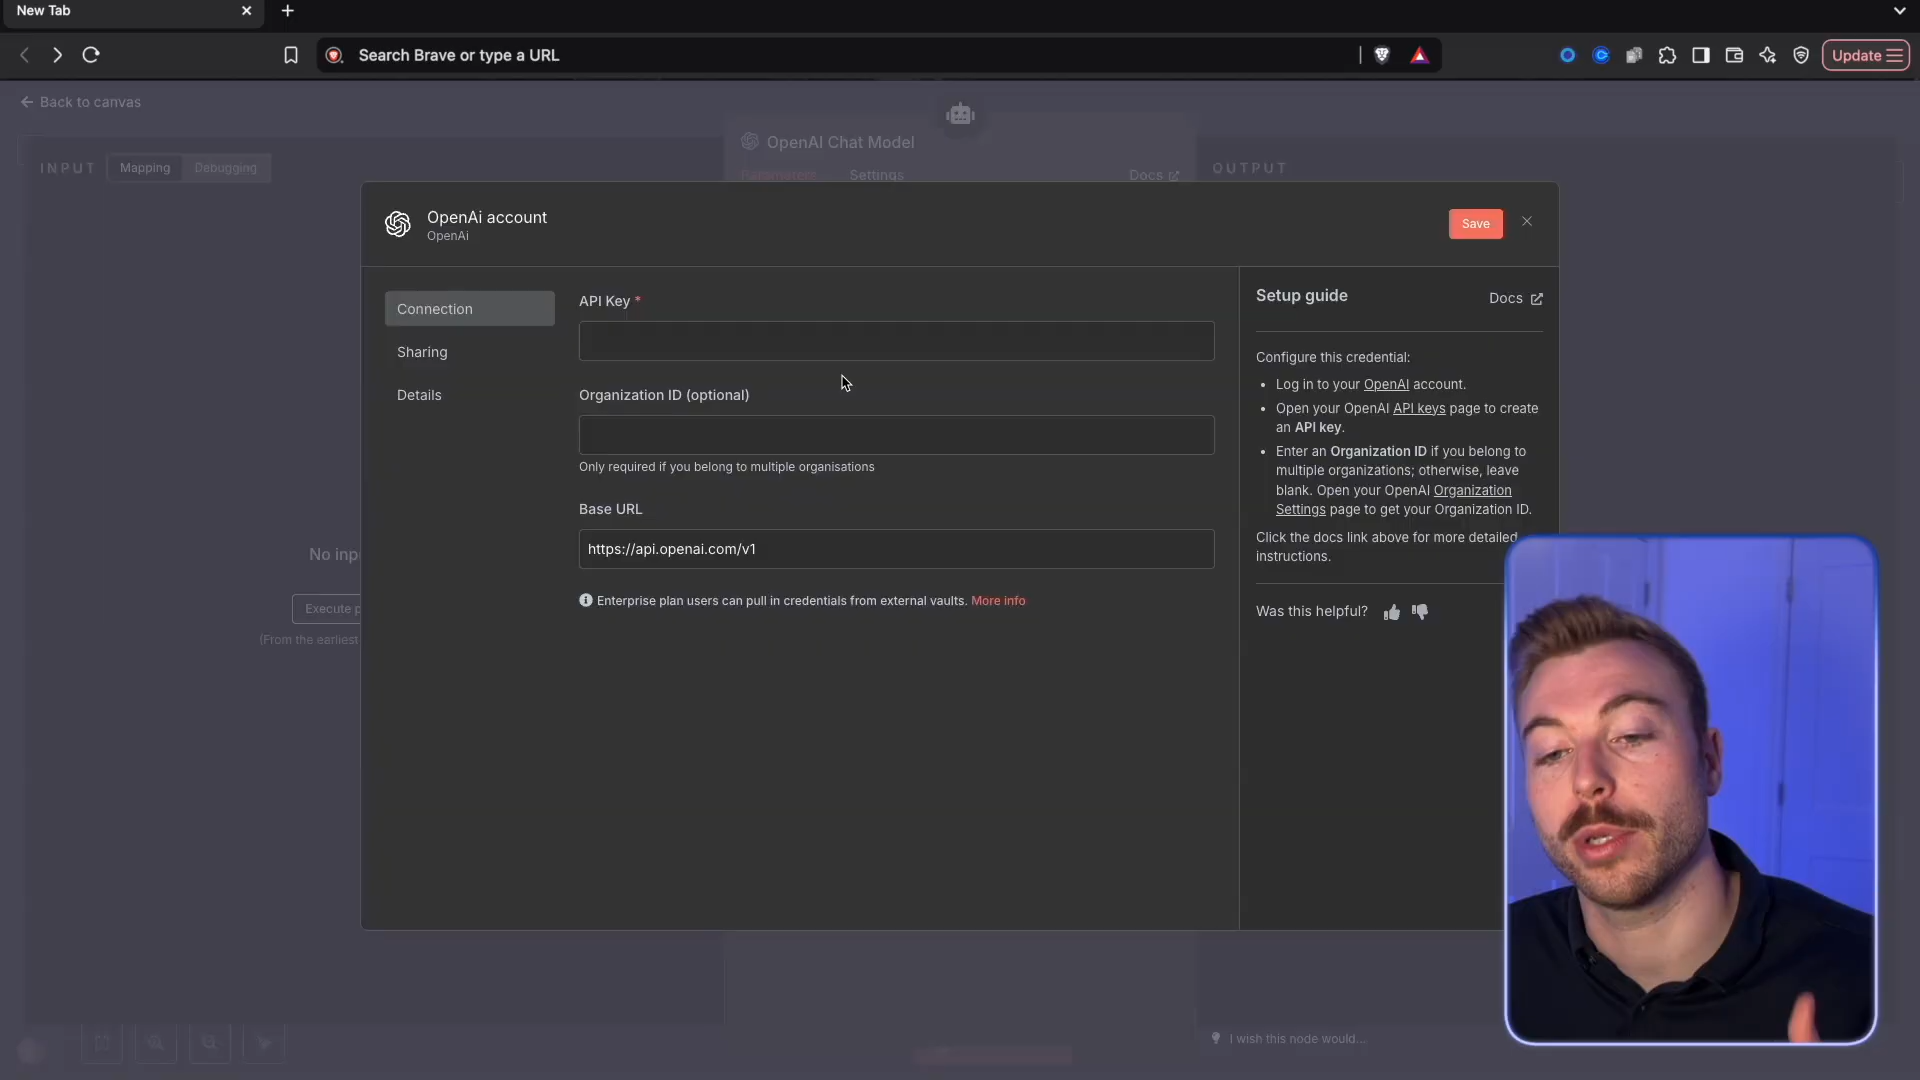 New Tab
Search Brave or type a URL
Update
Back to canvas
OpenAI Chat Model
INPUT
Mapping
Debugging
Parameters
Settings
Docs
OUTPUT
OpenAi account
OpenAi
Save
Connection
Sharing
Details
API Key *
Organization ID (optional)
Only required if you belong to multiple organisations
Base URL
https://api.openai.com/v1
Enterprise plan users can pull in credentials from external vaults. More info
Setup guide
Docs
Configure this credential:
• Log in to your OpenAI account.
• Open your OpenAI API keys page to create
an API key.
• Enter an Organization ID if you belong to
multiple organizations; otherwise, leave
blank. Open your OpenAI Organization
Settings page to get your Organization ID.
Click the docs link above for more detailed
instructions.
Was this helpful?
No inp
Execute p
(From the earliest
I wish this node would...